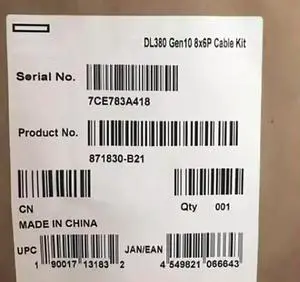 DL380 Gen10 8x6P Cable Kit
Serial No.
7CE783A418
Product No.
871830-B21
CN
Qty 001
MADE IN CHINA
UPC
1 90017 13183 2
JAN/EAN
4 549821 066643